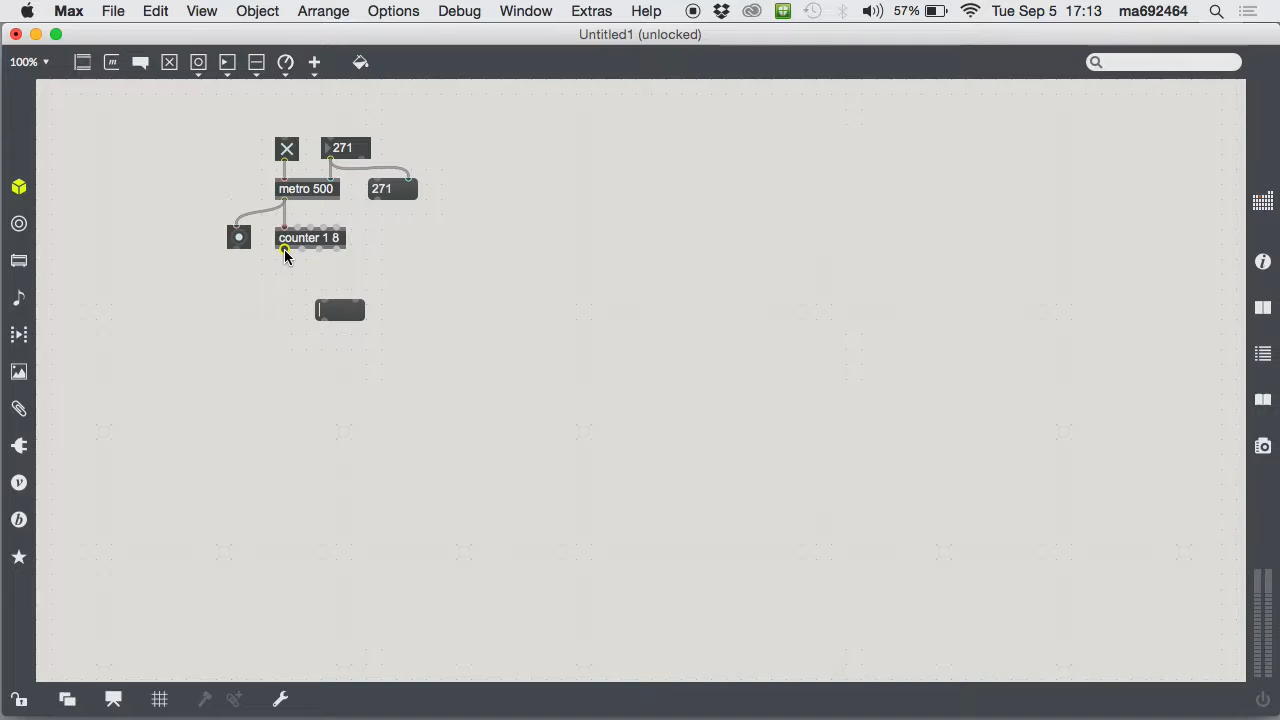 Max File Edit View Object Arrange Options Debug Window Extras Help 57% Tue Sep 5 17:13 ma692464
Untitled1 (unlocked)
100%
271
metro 500
271
counter 1 8